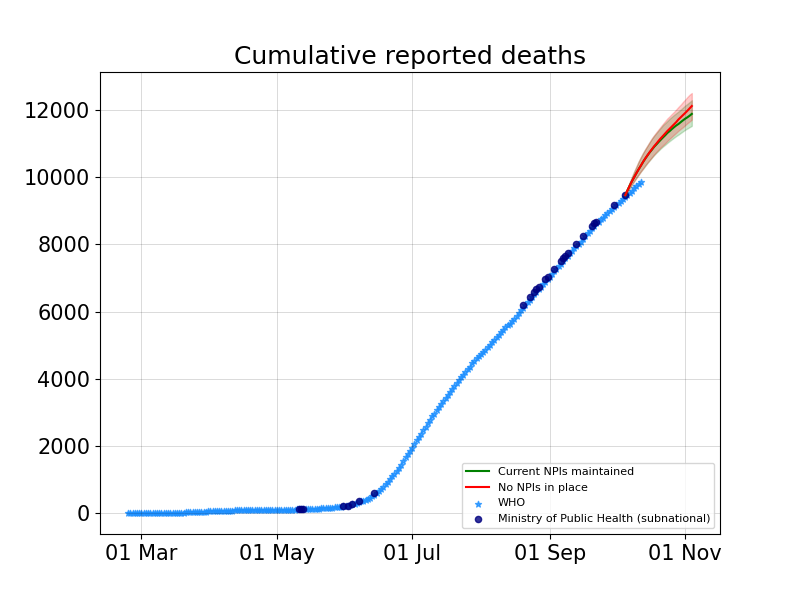 Cumulative reported deaths
12000
10000
8000
6000
4000
2000
0
01 Mar
01 May
01 Jul
01 Sep
01 Nov
Current NPIs maintained
No NPIs in place
WHO
Ministry of Public Health (subnational)